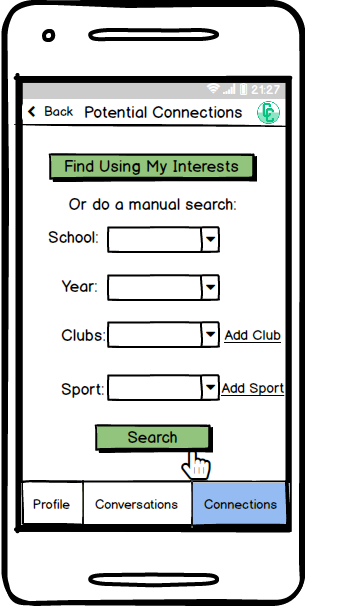 21:27
Back Potential Connections
Find Using My Interests
Or do a manual search:
School:
Year:
Clubs: Add Club
Sport: Add Sport
Search
Profile Conversations Connections